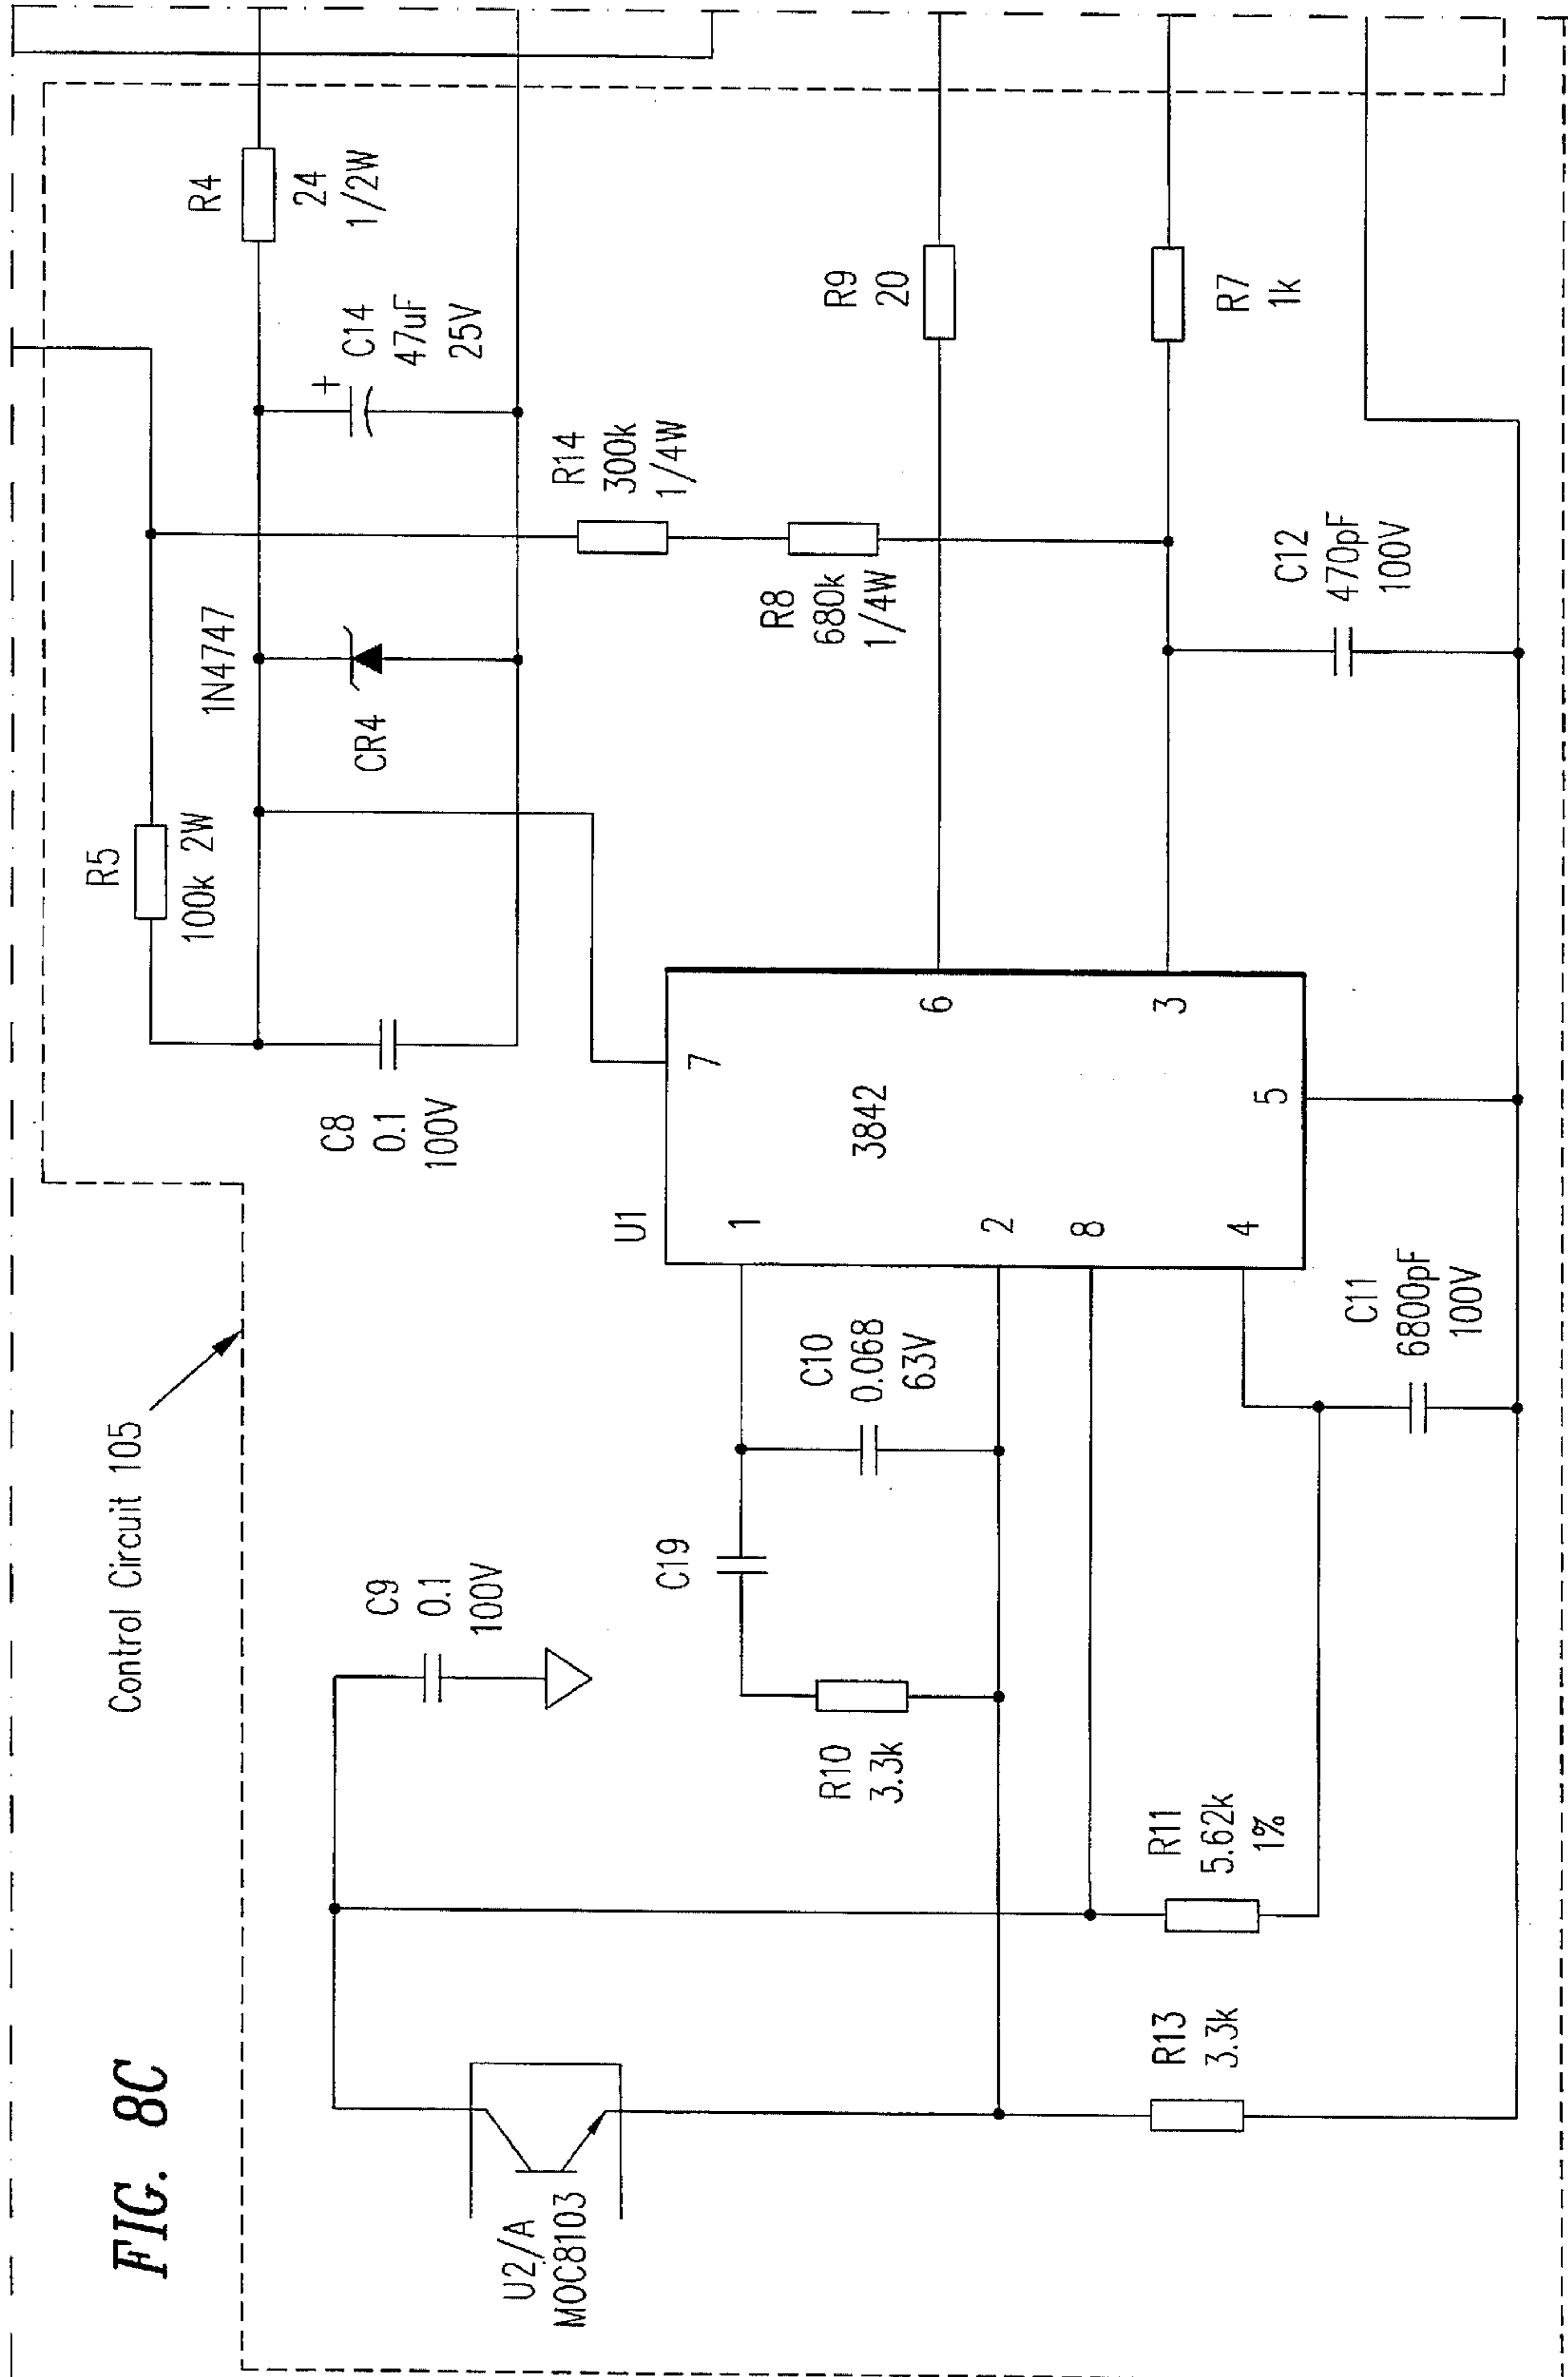 FIG. 8C
Control Circuit 105
U2/A
MOC8103
C9
0.1
100V
R13
3.3k
R11
5.62k
1%
R10
3.3k
C19
C10
0.068
63V
C11
6800pF
100V
U1
3842
1
2
8
4
7
6
3
5
C8
0.1
100V
R5
100k 2W
1N4747
CR4
C14
47uF
25V
+
R4
24
1/2W
R14
300k
1/4W
R8
680k
1/4W
R9
20
R7
1k
C12
470pF
100V